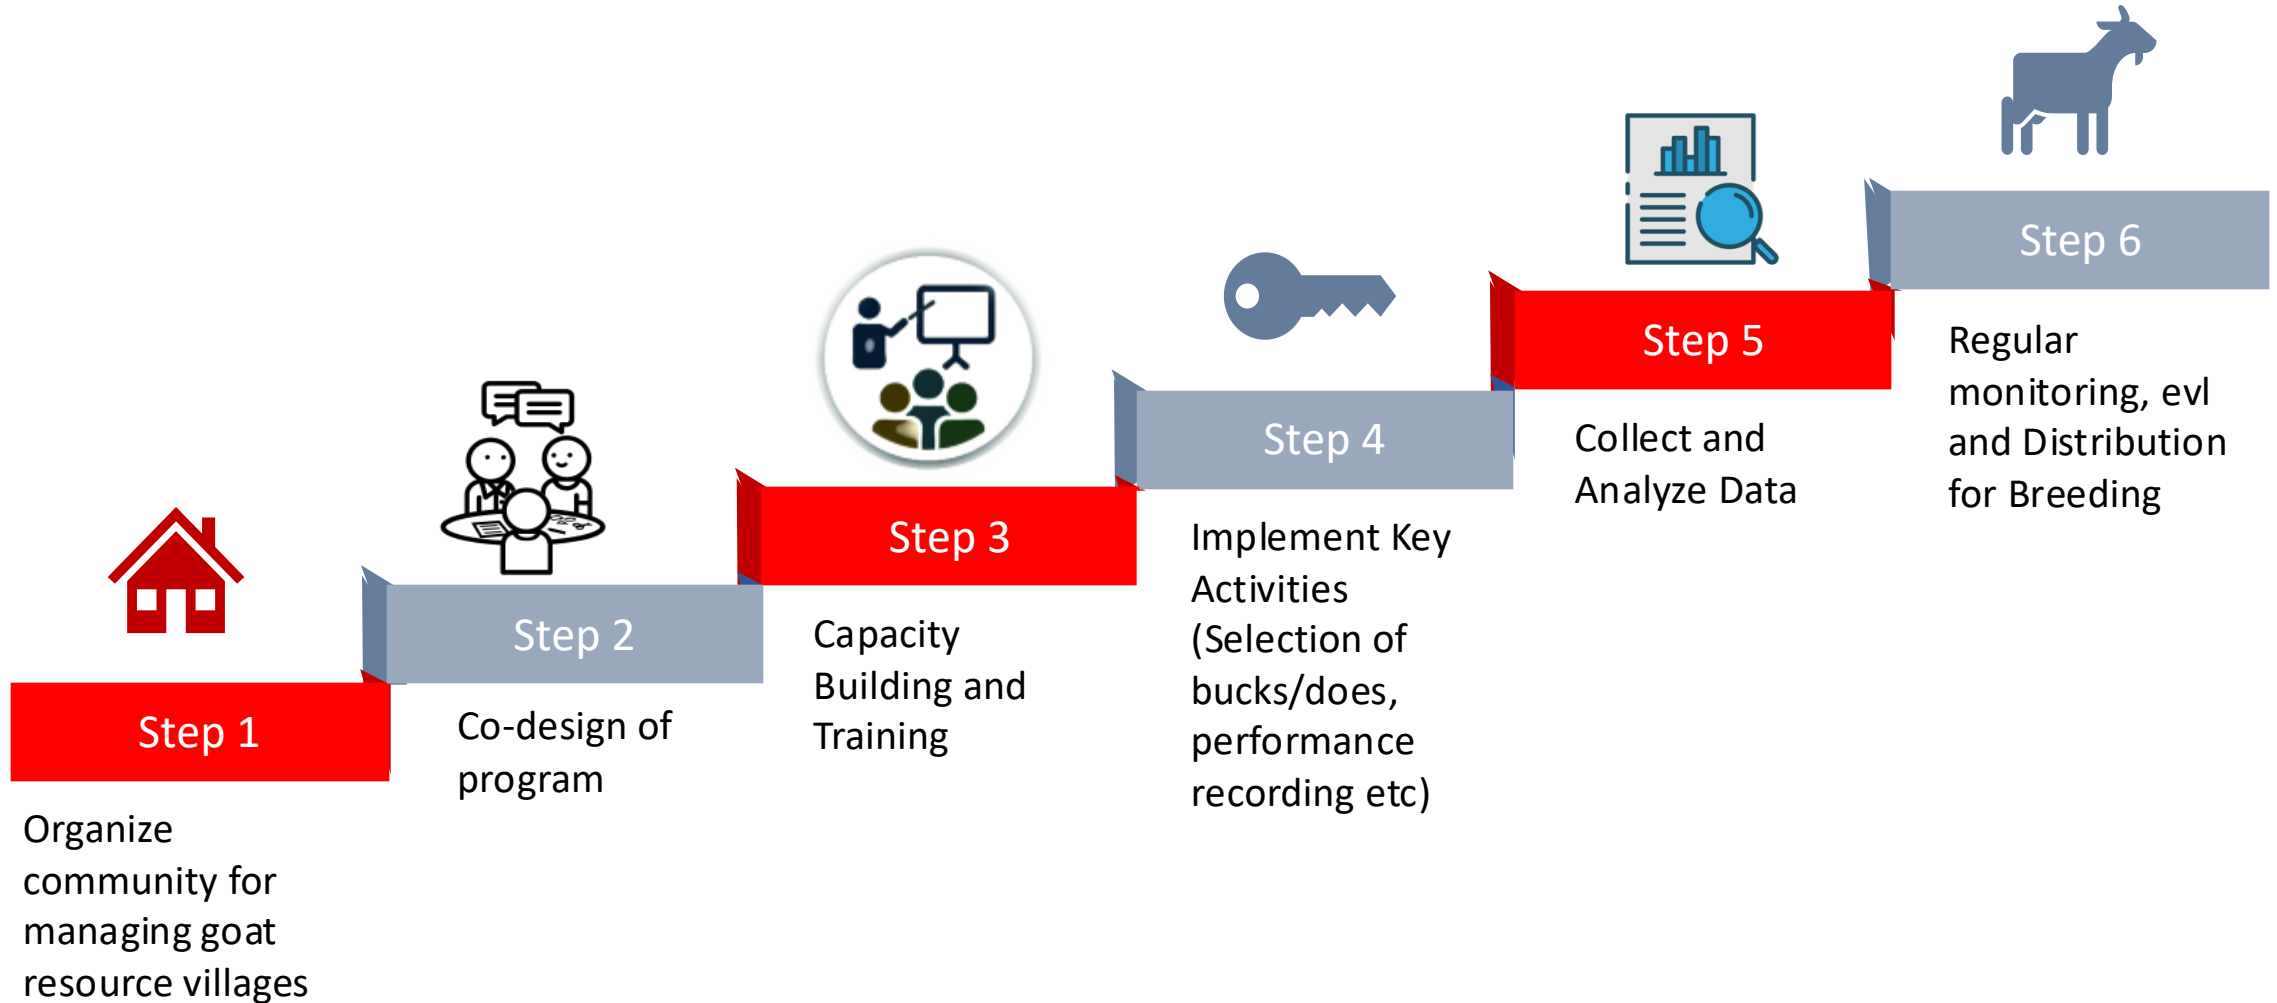 Step 1
Organize
community for
managing goat
resource villages
Step 2
Co-design of
program
Step 3
Capacity
Building and
Training
Step 4
Implement Key
Activities
(Selection of
bucks/does,
performance
recording etc)
Step 5
Collect and
Analyze Data
Step 6
Regular
monitoring, evl
and Distribution
for Breeding